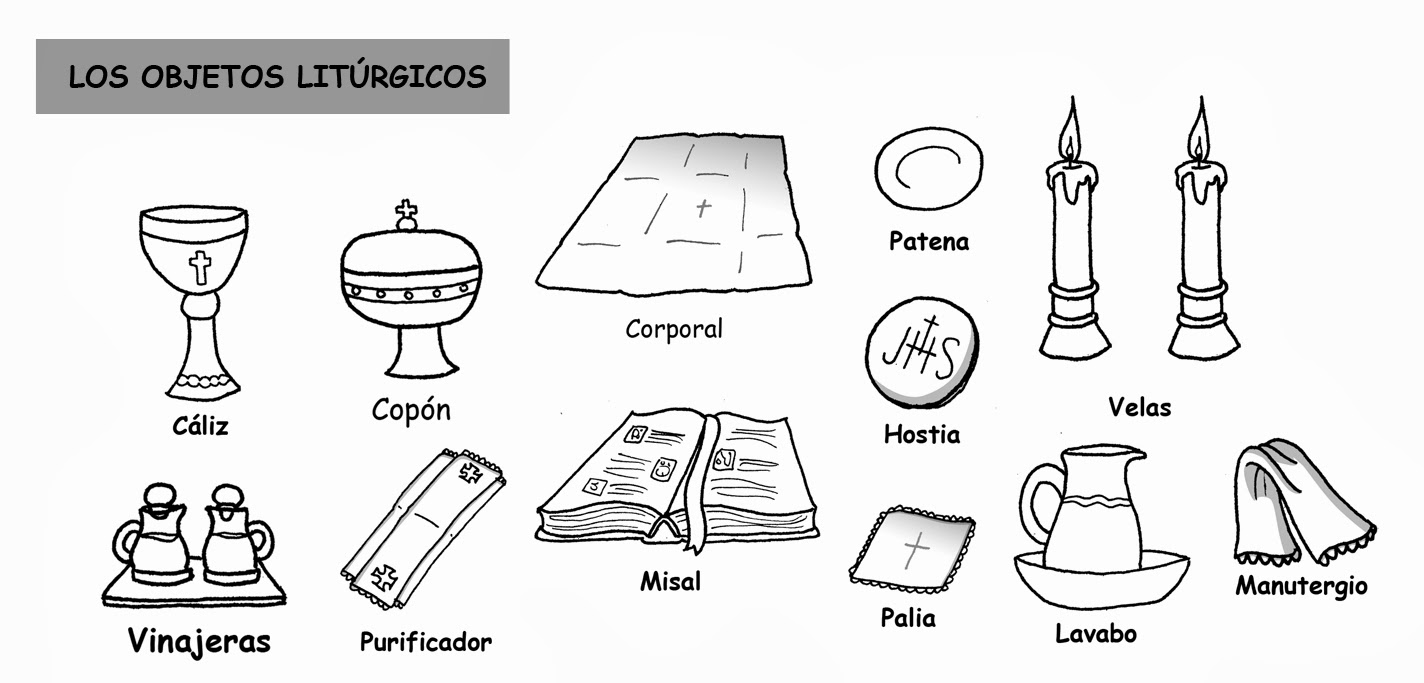 LOS OBJETOS LITÚRGICOS
Patena
Corporal
Cáliz
Copón
Hostia
Velas
JHS
Misal
Palia
Manutergio
Vinajeras
Purificador
Lavabo